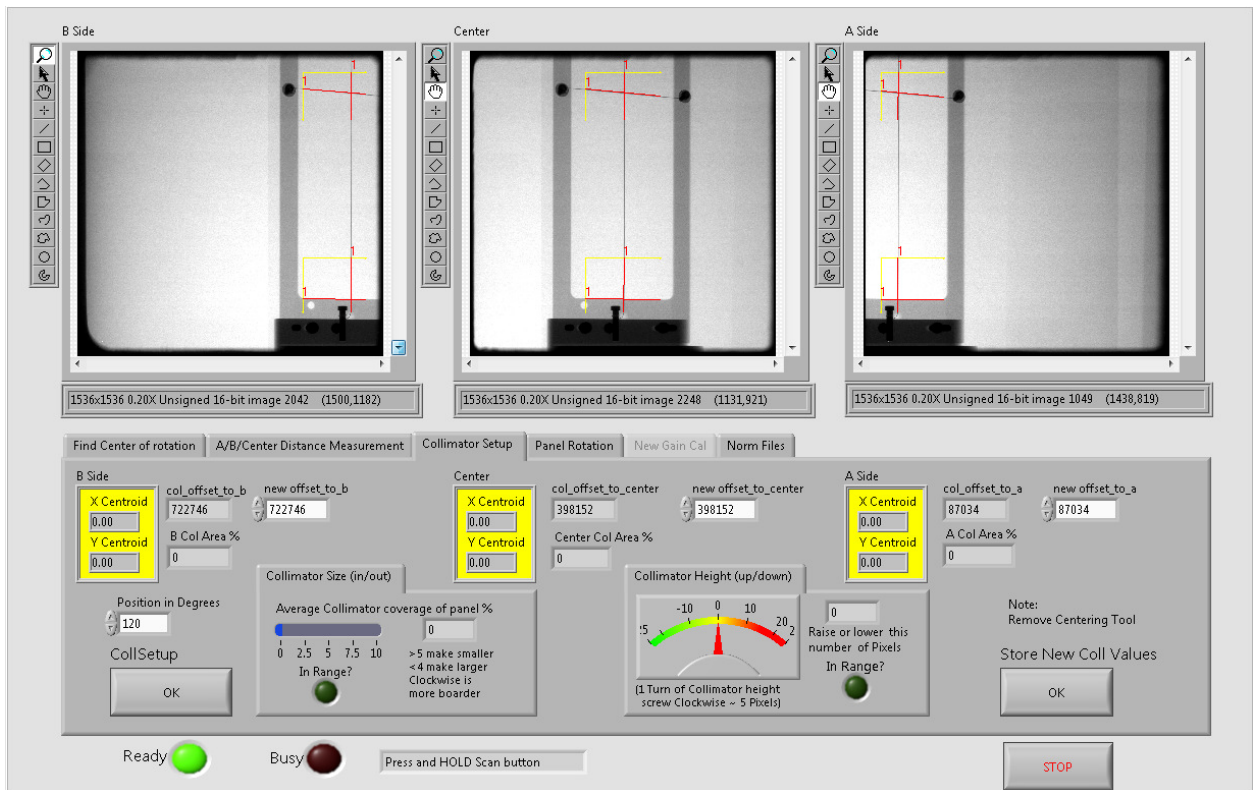 B Side
Center
A Side
1
1
1
1
1
1
1
1
1
1
1
1
1536x1536 0.20X Unsigned 16-bit image 2042 (1500,1182)
1536x1536 0.20X Unsigned 16-bit image 2248 (1131,921)
1536x1536 0.20X Unsigned 16-bit image 1049 (1438,819)
Find Center of rotation
A/B/Center Distance Measurement
Collimator Setup
Panel Rotation
New Gain Cal
Norm Files
B Side
X Centroid
0.00
Y Centroid
0.00
col_offset_to_b
722746
new offset_to_b
722746
B Col Area %
0
Center
X Centroid
0.00
Y Centroid
0.00
col_offset_to_center
398152
new offset_to_center
398152
Center Col Area %
0
A Side
X Centroid
0.00
Y Centroid
0.00
col_offset_to_a
87034
new offset_to_a
87034
A Col Area %
0
Position in Degrees
120
CollSetup
OK
Collimator Size (in/out)
Average Collimator coverage of panel %
0
0 2.5 5 7.5 10
In Range?
>5 make smaller
<4 make larger
Clockwise is
more boarder
Collimator Height (up/down)
:5 -10 0 10 20 2
(1 Turn of Collimator height
screw Clockwise ~ 5 Pixels)
0
Raise or lower this
number of Pixels
In Range?
Note:
Remove Centering Tool
Store New Coll Values
OK
Ready
Busy
Press and HOLD Scan button
STOP